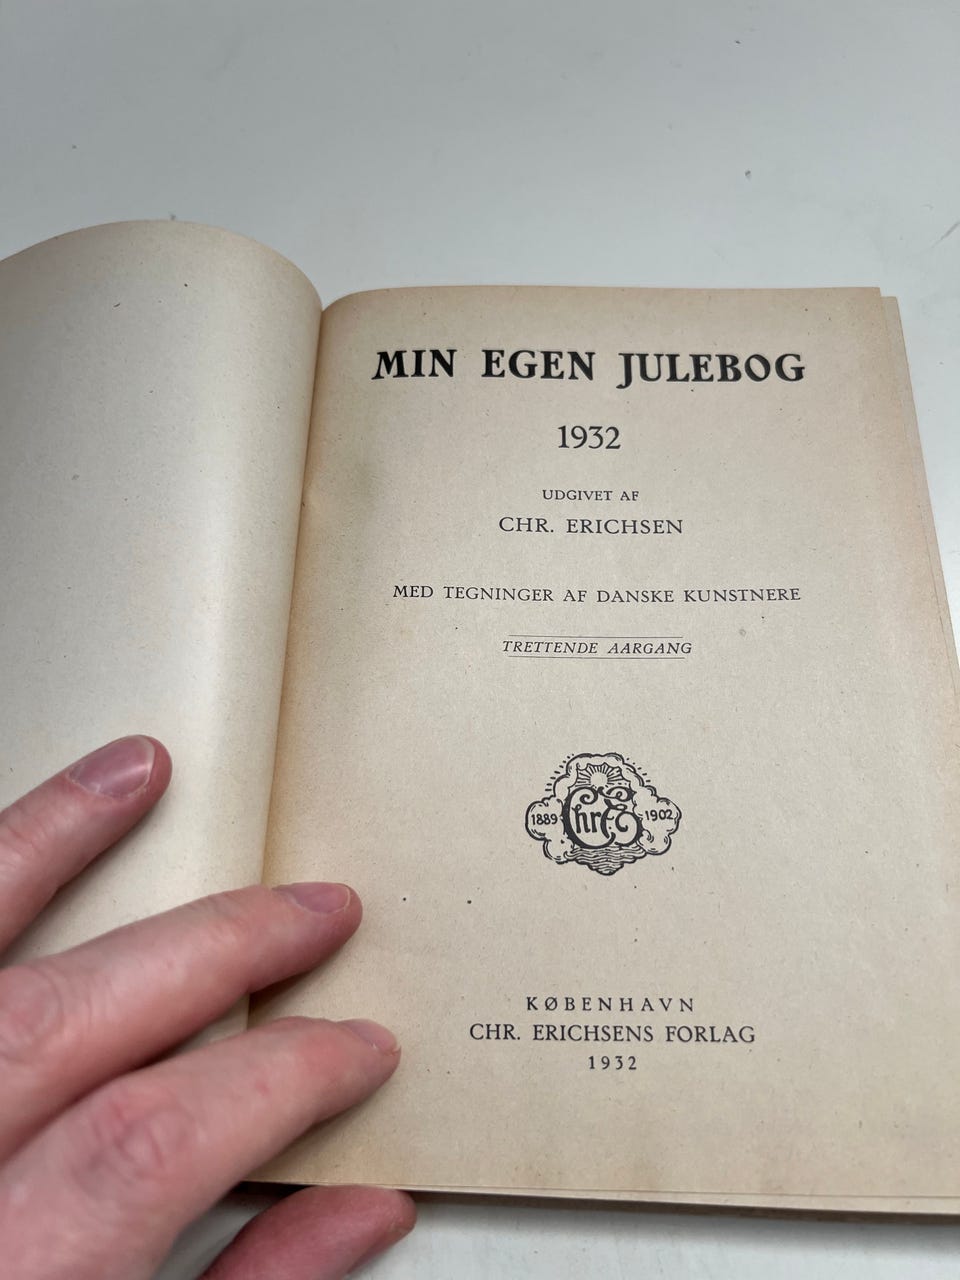 MIN EGEN JULEBOG
1932
UDGIVET AF
CHR. ERICHSEN
MED TEGNINGER AF DANSKE KUNSTNERE
TRETTENDE AARGANG
1889 ChrE 1902
KØBENHAVN
CHR. ERICHSENS FORLAG
1932